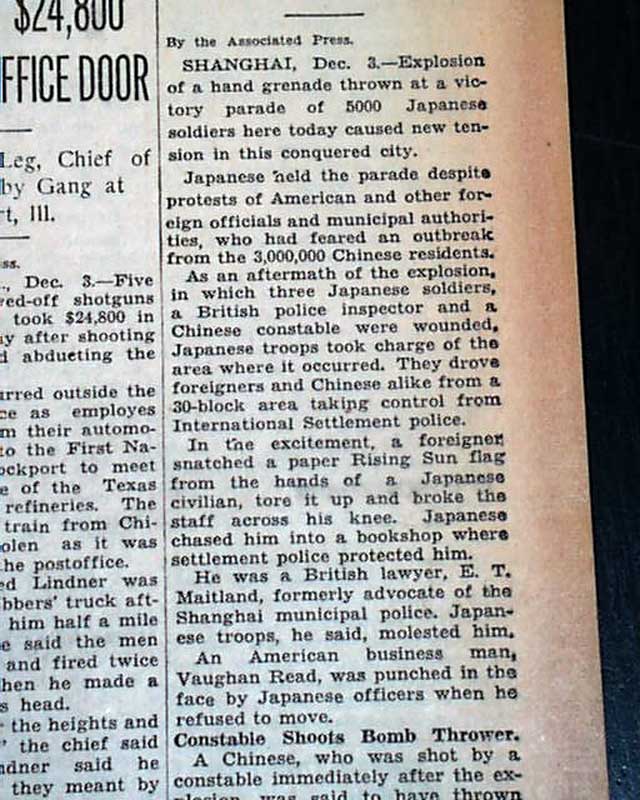 $24,800
FFICE DOOR
Leg, Chief of
by Gang at
rt, Ill.
ss.
., Dec. 3.—Five
ed-off shotguns
took $24,800 in
ay after shooting
d abducting the
urred outside the
ce as employes
m their automo-
to the First Na-
ockport to meet
e of the Texas
refineries. The
train from Chi-
olen as it was
he postoffice.
ed Lindner was
bbers' truck aft-
him half a mile
e said the men
and fired twice
hen he made a
s head.
the heights and
" the chief said
ndner said he
they meant by
By the Associated Press.
SHANGHAI, Dec. 3.—Explosion
of a hand grenade thrown at a vic-
tory parade of 5000 Japanese
soldiers here today caused new ten-
sion in this conquered city.
Japanese held the parade despite
protests of American and other for-
eign officials and municipal authori-
ties, who had feared an outbreak
from the 3,000,000 Chinese residents.
As an aftermath of the explosion,
in which three Japanese soldiers,
a British police inspector and a
Chinese constable were wounded,
Japanese troops took charge of the
area where it occurred. They drove
foreigners and Chinese alike from a
30-block area taking control from
International Settlement police.
In the excitement, a foreigner
snatched a paper Rising Sun flag
from the hands of a Japanese
civilian, tore it up and broke the
staff across his knee. Japanese
chased him into a bookshop where
settlement police protected him.
He was a British lawyer, E. T.
Maitland, formerly advocate of the
Shanghai municipal police. Japan-
ese troops, he said, molested him.
An American business man,
Vaughan Read, was punched in the
face by Japanese officers when he
refused to move.
Constable Shoots Bomb Thrower.
A Chinese, who was shot by a
constable immediately after the ex-
plosion, was said to have thrown